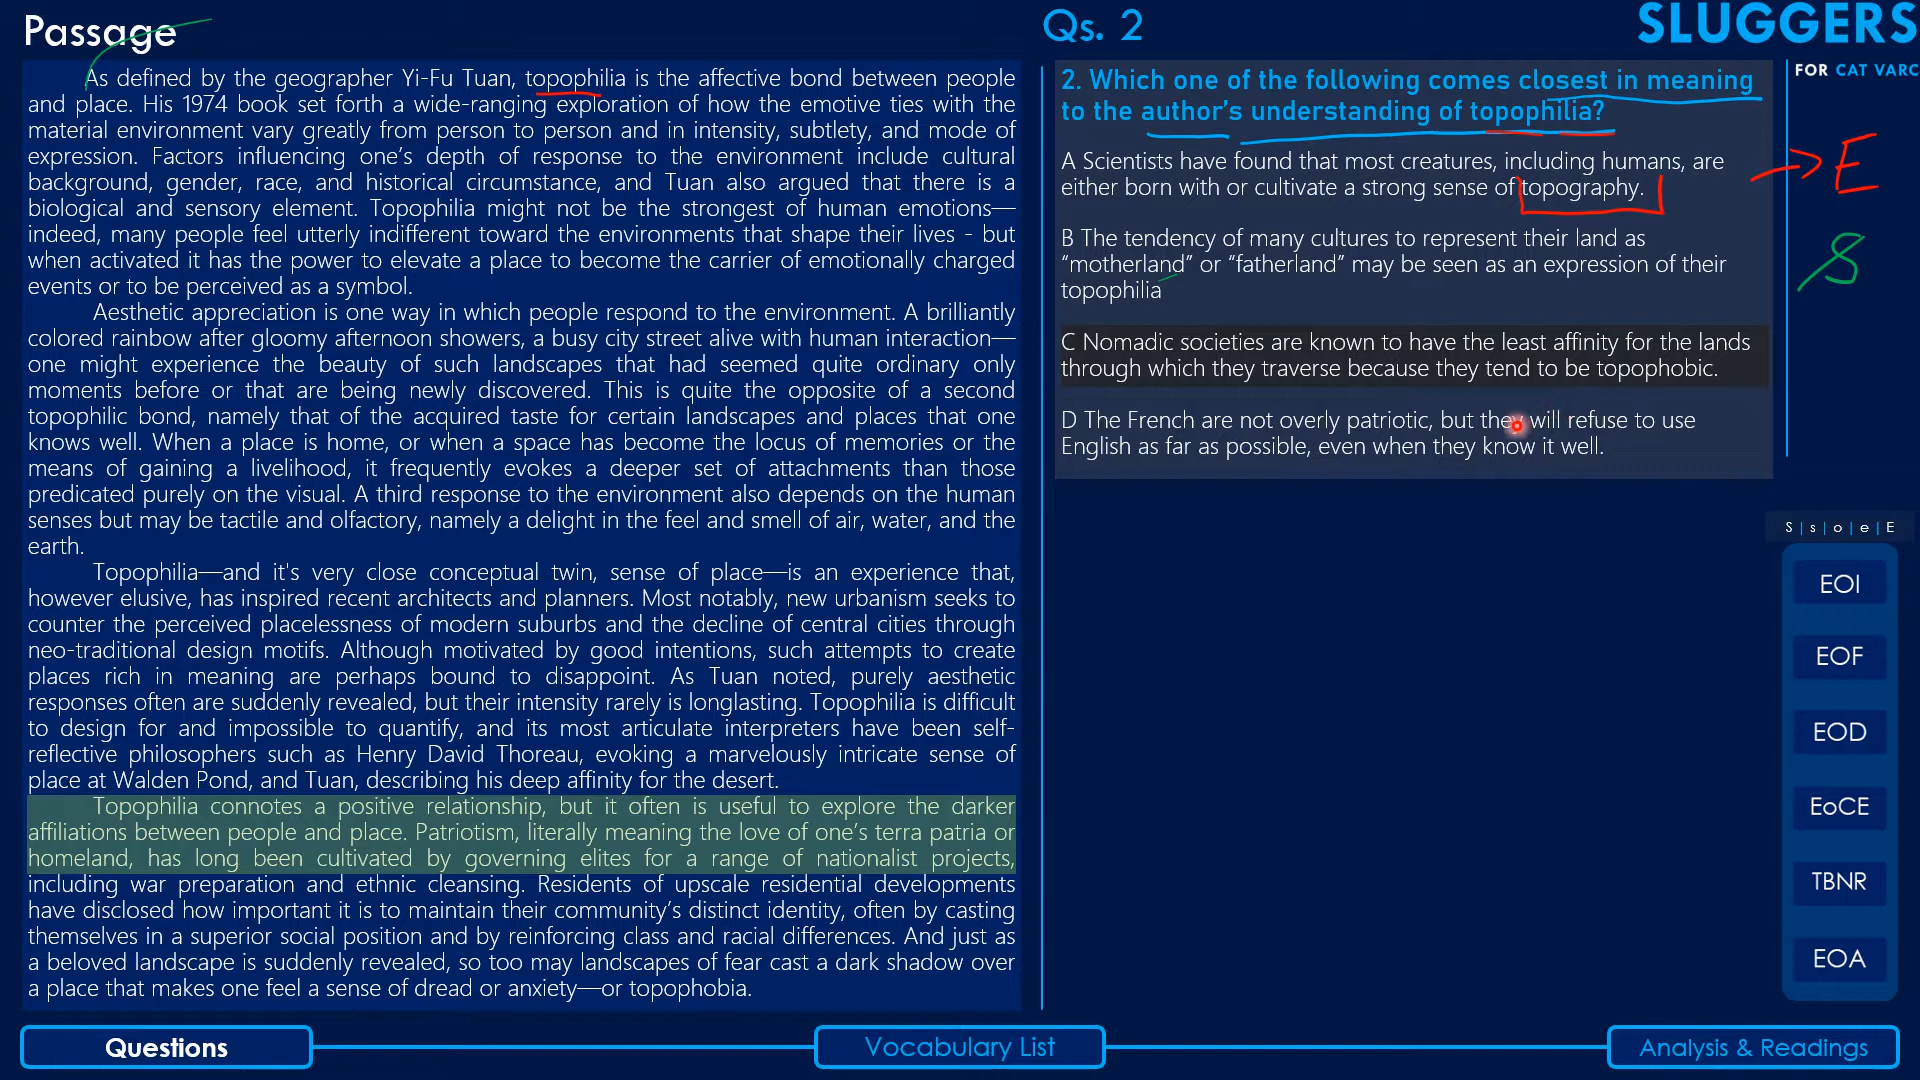 Passage
Qs. 2
SLUGGERS
FOR CAT VARC
As defined by the geographer Yi-Fu Tuan, topophilia is the affective bond between people
and place. His 1974 book set forth a wide-ranging exploration of how the emotive ties with the
material environment vary greatly from person to person and in intensity, subtlety, and mode of
expression. Factors influencing one's depth of response to the environment include cultural
background, gender, race, and historical circumstance, and Tuan also argued that there is a
biological and sensory element. Topophilia might not be the strongest of human emotions—
indeed, many people feel utterly indifferent toward the environments that shape their lives - but
when activated it has the power to elevate a place to become the carrier of emotionally charged
events or to be perceived as a symbol.
Aesthetic appreciation is one way in which people respond to the environment. A brilliantly
colored rainbow after gloomy afternoon showers, a busy city street alive with human interaction—
one might experience the beauty of such landscapes that had seemed quite ordinary only
moments before or that are being newly discovered. This is quite the opposite of a second
topophilic bond, namely that of the acquired taste for certain landscapes and places that one
knows well. When a place is home, or when a space has become the locus of memories or the
means of gaining a livelihood, it frequently evokes a deeper set of attachments than those
predicated purely on the visual. A third response to the environment also depends on the human
senses but may be tactile and olfactory, namely a delight in the feel and smell of air, water, and the
earth.
Topophilia—and it's very close conceptual twin, sense of place—is an experience that,
however elusive, has inspired recent architects and planners. Most notably, new urbanism seeks to
counter the perceived placelessness of modern suburbs and the decline of central cities through
neo-traditional design motifs. Although motivated by good intentions, such attempts to create
places rich in meaning are perhaps bound to disappoint. As Tuan noted, purely aesthetic
responses often are suddenly revealed, but their intensity rarely is longlasting. Topophilia is difficult
to design for and impossible to quantify, and its most articulate interpreters have been self-
reflective philosophers such as Henry David Thoreau, evoking a marvelously intricate sense of
place at Walden Pond, and Tuan, describing his deep affinity for the desert.
Topophilia connotes a positive relationship, but it often is useful to explore the darker
affiliations between people and place. Patriotism, literally meaning the love of one's terra patria or
homeland, has long been cultivated by governing elites for a range of nationalist projects,
including war preparation and ethnic cleansing. Residents of upscale residential developments
have disclosed how important it is to maintain their community's distinct identity, often by casting
themselves in a superior social position and by reinforcing class and racial differences. And just as
a beloved landscape is suddenly revealed, so too may landscapes of fear cast a dark shadow over
a place that makes one feel a sense of dread or anxiety—or topophobia.
2. Which one of the following comes closest in meaning
to the author's understanding of topophilia?
A Scientists have found that most creatures, including humans, are
either born with or cultivate a strong sense of topography.
B The tendency of many cultures to represent their land as
“motherland” or “fatherland” may be seen as an expression of their
topophilia
C Nomadic societies are known to have the least affinity for the lands
through which they traverse because they tend to be topophobic.
D The French are not overly patriotic, but they will refuse to use
English as far as possible, even when they know it well.
E
S
S | s | o | e | E
EOI
EOF
EOD
EoCE
TBNR
EOA
Questions
Vocabulary List
Analysis & Readings